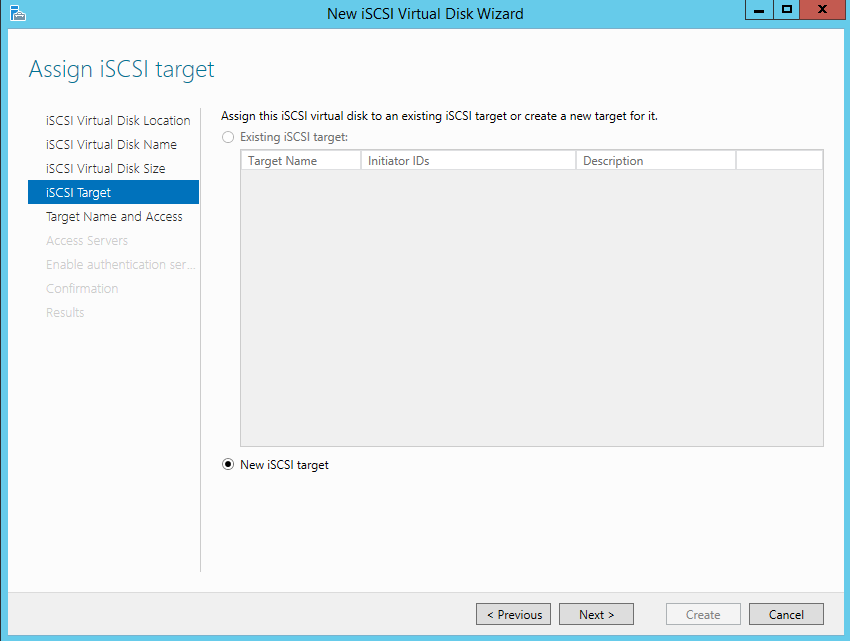 New iSCSI Virtual Disk Wizard
Assign iSCSI target
iSCSI Virtual Disk Location
iSCSI Virtual Disk Name
iSCSI Virtual Disk Size
iSCSI Target
Target Name and Access
Access Servers
Enable authentication ser...
Confirmation
Results
Assign this iSCSI virtual disk to an existing iSCSI target or create a new target for it.
Existing iSCSI target:
Target Name Initiator IDs Description
New iSCSI target
< Previous Next > Create Cancel